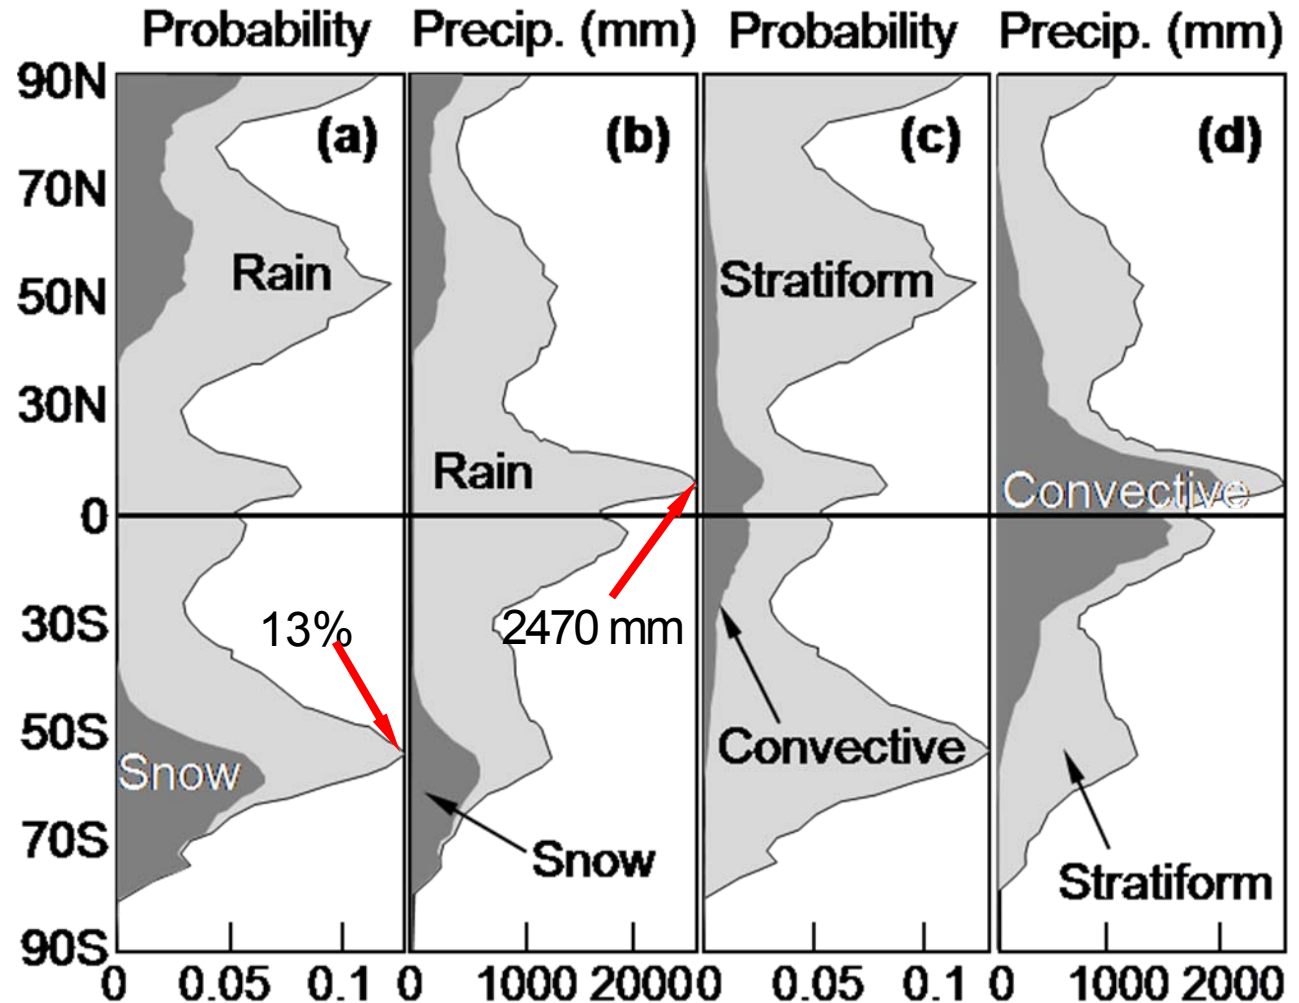 Probability Precip. (mm) Probability Precip. (mm)
90N
(a) (b) (c) (d)
70N
Rain Stratiform
50N
30N
Rain Convective
0
30S 13% 2470 mm
50S
Convective
Snow
70S
Snow
Stratiform
90S
0 0.05 0.1 0 1000 2000 0 0.05 0.1 0 1000 2000